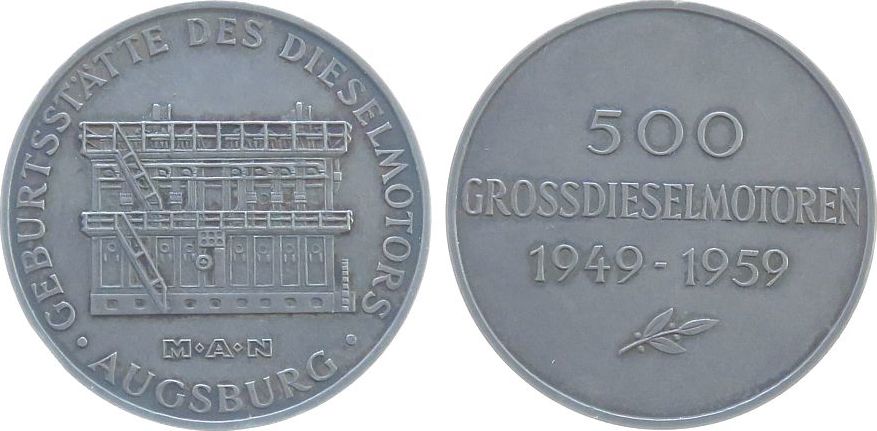 GEBURTSSTÄTTE DES DIESELMOTORS
M·A·N
· AUGSBURG ·
500
GROSSDIESELMOTOREN
1949 - 1959